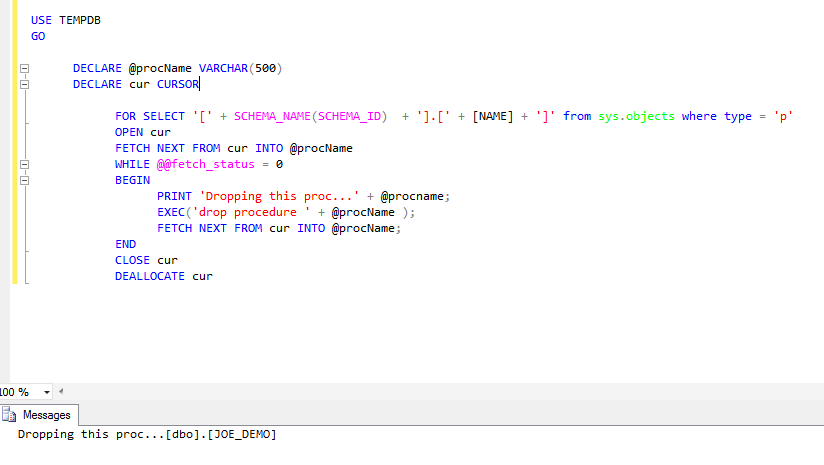 USE TEMPDB
GO
DECLARE @procName VARCHAR(500)
DECLARE cur CURSOR
FOR SELECT '[' + SCHEMA_NAME(SCHEMA_ID) + '].[' + [NAME] + ']' from sys.objects where type = 'p'
OPEN cur
FETCH NEXT FROM cur INTO @procName
WHILE @@fetch_status = 0
BEGIN
PRINT 'Dropping this proc...' + @procname;
EXEC('drop procedure ' + @procName );
FETCH NEXT FROM cur INTO @procName;
END
CLOSE cur
DEALLOCATE cur
100 %
Messages
Dropping this proc...[dbo].[JOE_DEMO]